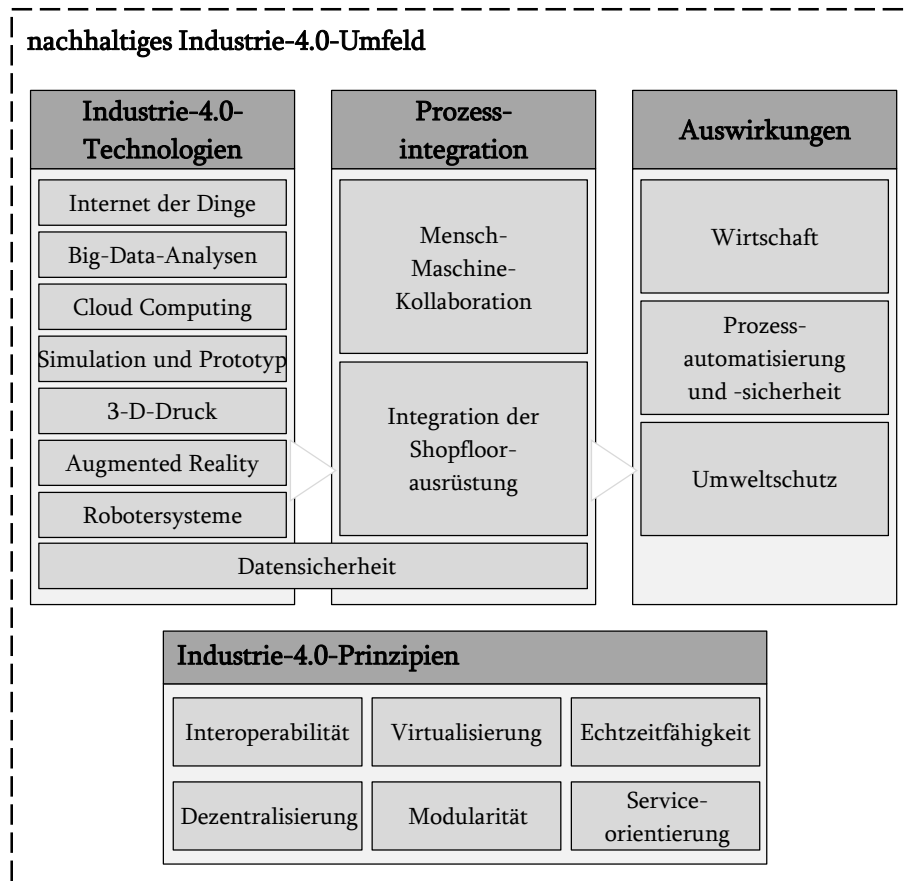 nachhaltiges Industrie-4.0-Umfeld
Industrie-4.0-
Technologien
Internet der Dinge
Big-Data-Analysen
Cloud Computing
Simulation und Prototyp
3-D-Druck
Augmented Reality
Robotersysteme
Prozess-
integration
Mensch-
Maschine-
Kollaboration
Integration der
Shopfloor-
ausrüstung
Datensicherheit
Auswirkungen
Wirtschaft
Prozess-
automatisierung
und -sicherheit
Umweltschutz
Industrie-4.0-Prinzipien
Interoperabilität
Virtualisierung
Echtzeitfähigkeit
Dezentralisierung
Modularität
Service-
orientierung